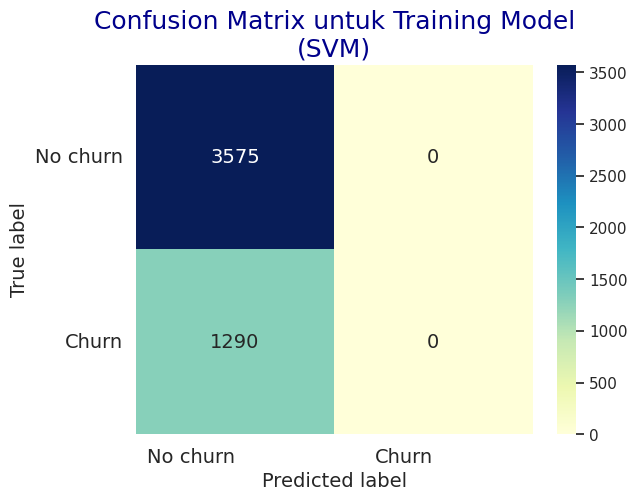 Confusion Matrix untuk Training Model
(SVM)
No churn
3575
0
Churn
1290
0
No churn
Churn
Predicted label
True label
3500
3000
2500
2000
1500
1000
500
0